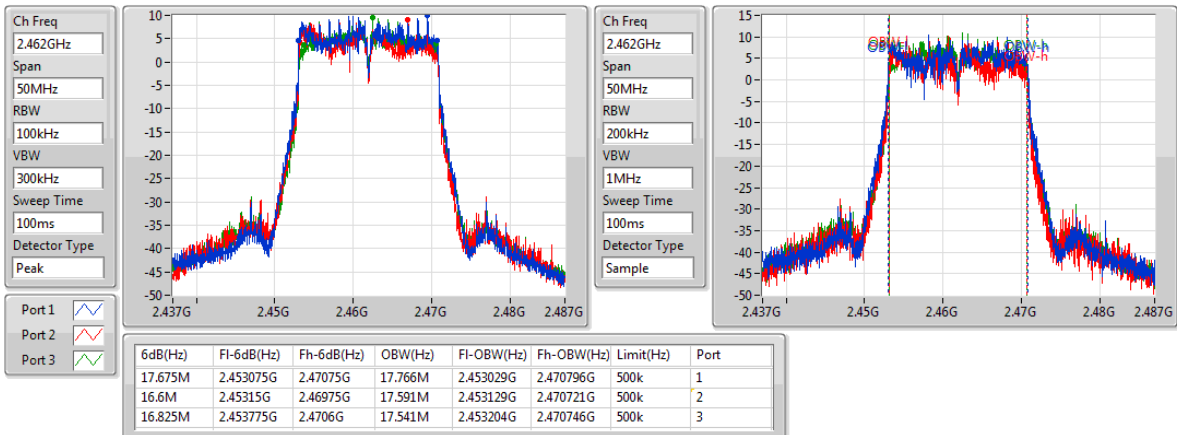 Ch Freq
2.462GHz
Span
50MHz
RBW
100kHz
VBW
300kHz
Sweep Time
100ms
Detector Type
Peak
Port 1
Port 2
Port 3
10
5
0
-5
-10
-15
-20
-25
-30
-35
-40
-45
-50
2.437G 2.45G 2.46G 2.47G 2.48G 2.487G
Ch Freq
2.462GHz
Span
50MHz
RBW
200kHz
VBW
1MHz
Sweep Time
100ms
Detector Type
Sample
15
10
5
0
-5
-10
-15
-20
-25
-30
-35
-40
-45
-50
OBW-h
OBW-h
2.437G 2.45G 2.46G 2.47G 2.48G 2.487G
6dB(Hz) Fl-6dB(Hz) Fh-6dB(Hz) OBW(Hz) Fl-OBW(Hz) Fh-OBW(Hz) Limit(Hz) Port
17.675M 2.453075G 2.47075G 17.766M 2.453029G 2.470796G 500k 1
16.6M 2.45315G 2.46975G 17.591M 2.453129G 2.470721G 500k 2
16.825M 2.453775G 2.4706G 17.541M 2.453204G 2.470746G 500k 3